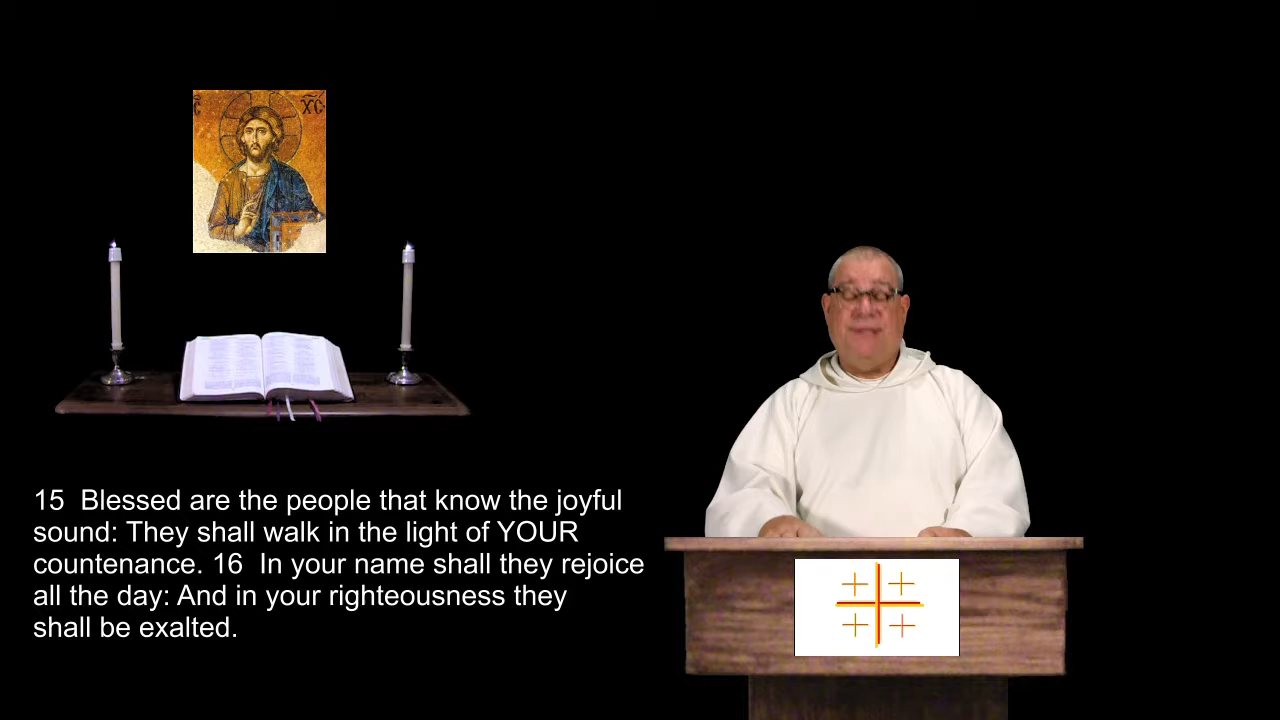 XC
15  Blessed are the people that know the joyful
sound: They shall walk in the light of YOUR
countenance. 16  In your name shall they rejoice
all the day: And in your righteousness they
shall be exalted.